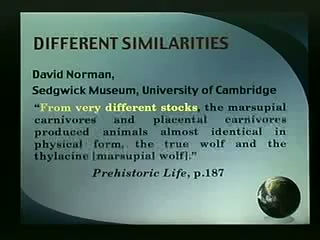 DIFFERENT SIMILARITIES
David Norman,
Sedgwick Museum, University of Cambridge
“From very different stocks, the marsupial
carnivores and placental carnivores
produced animals almost identical in
physical form, the true wolf and the
thylacine [marsupial wolf].”
Prehistoric Life, p.187